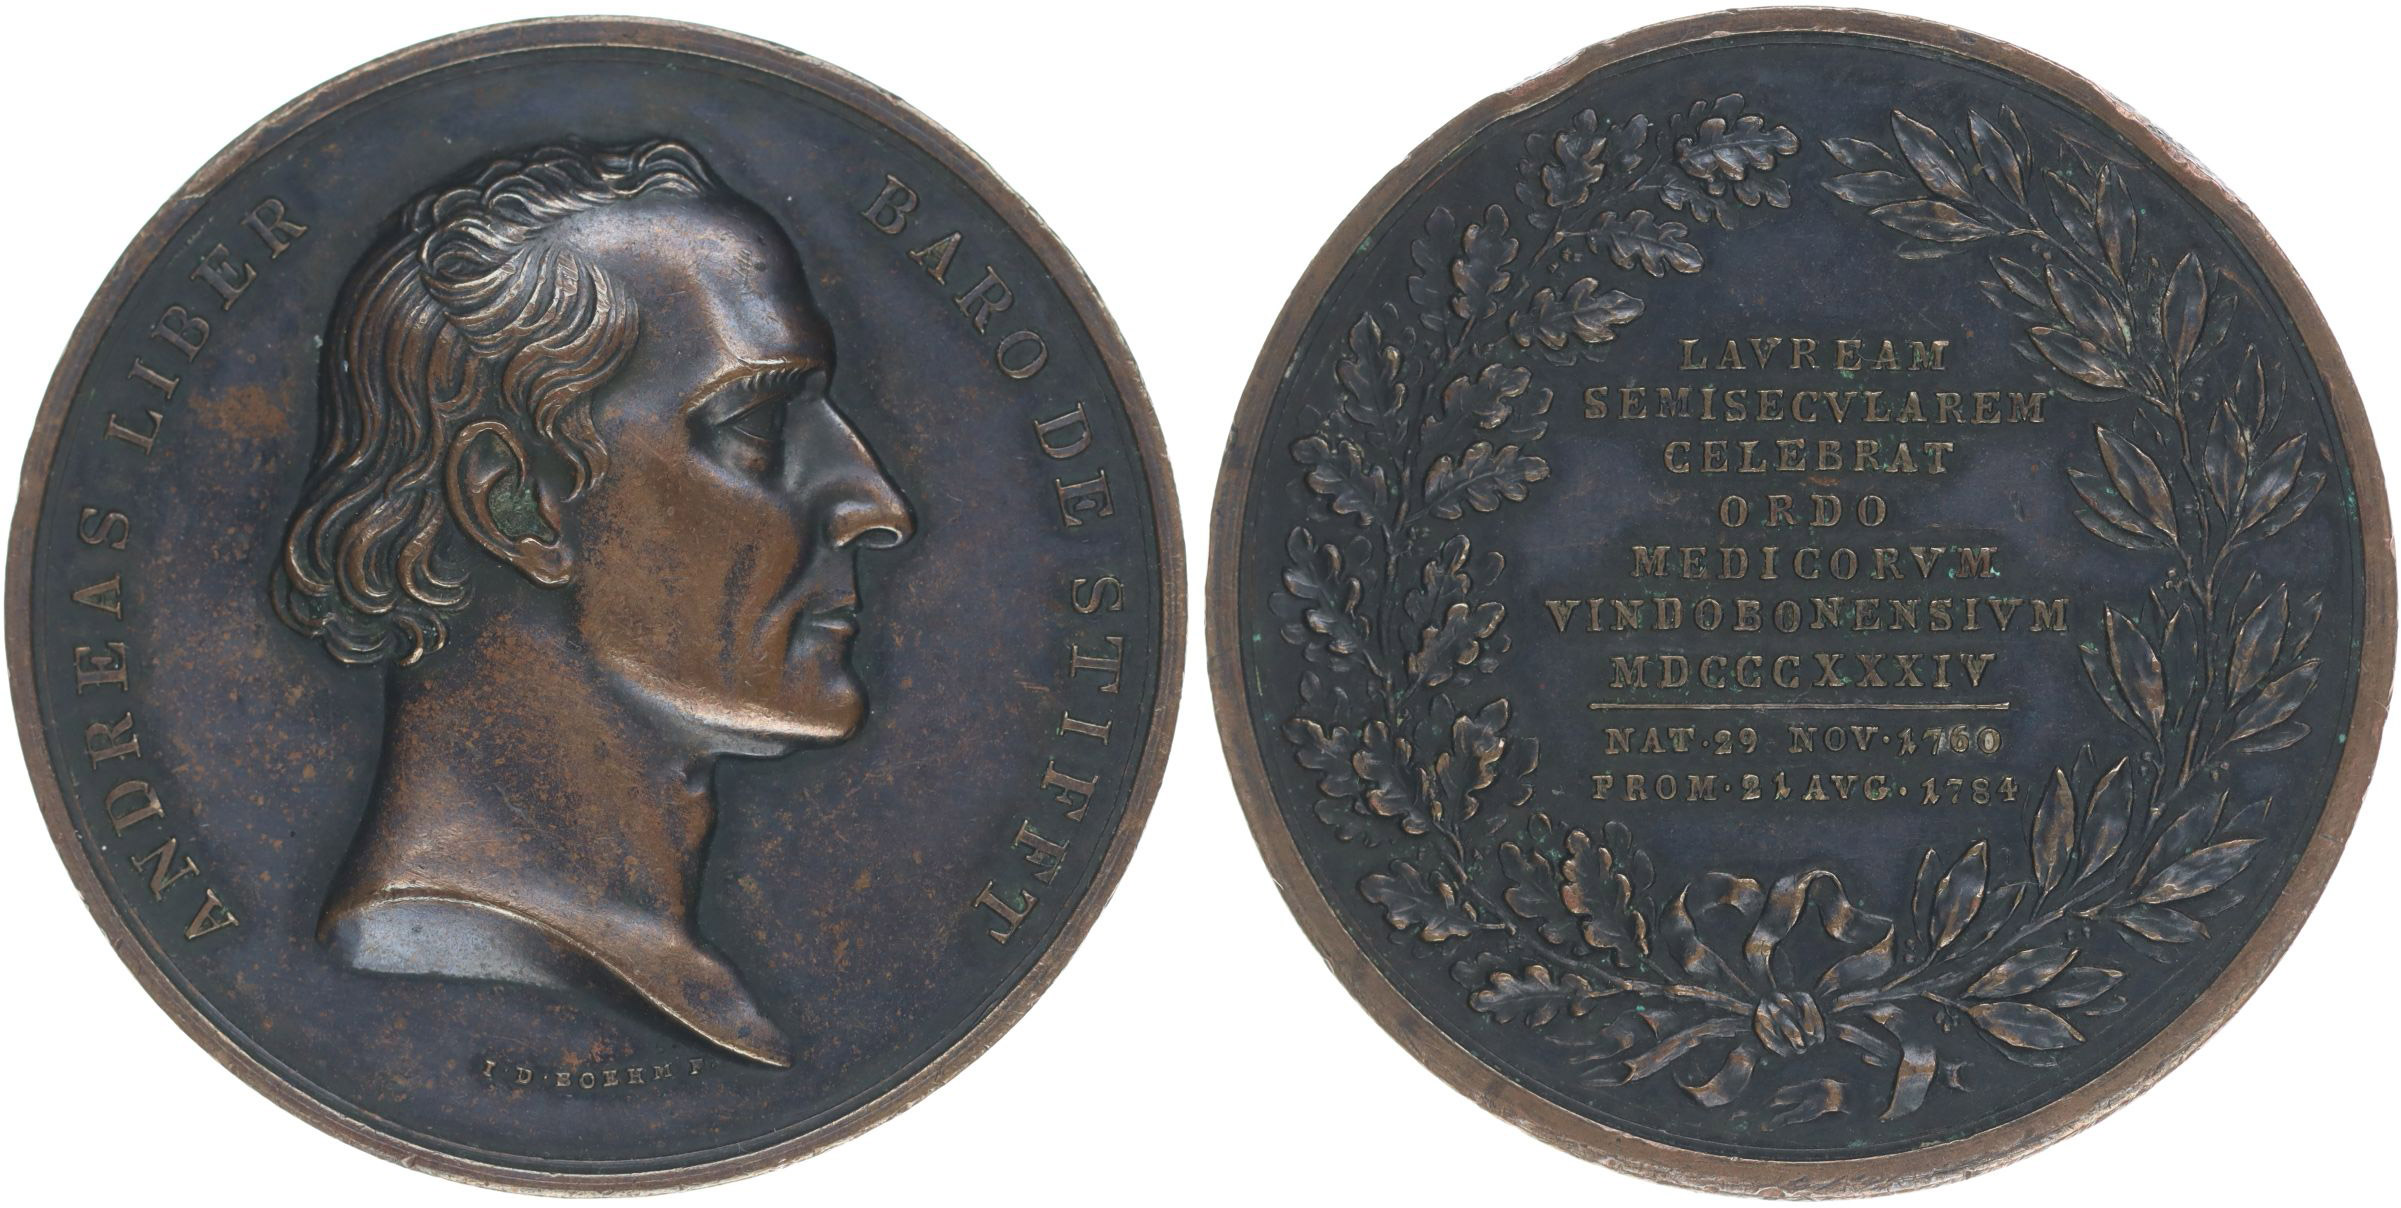 ANDREAS LIBER BARO DE STIFFT
I·D·BOEHM F.
LAVREAM
SEMISECVLAREM
CELEBRAT
ORDO
MEDICORVM
VINDOBONENSIVM
MDCCCXXXIV
NAT·29 NOV·1760
PROM·21 AVG·1784